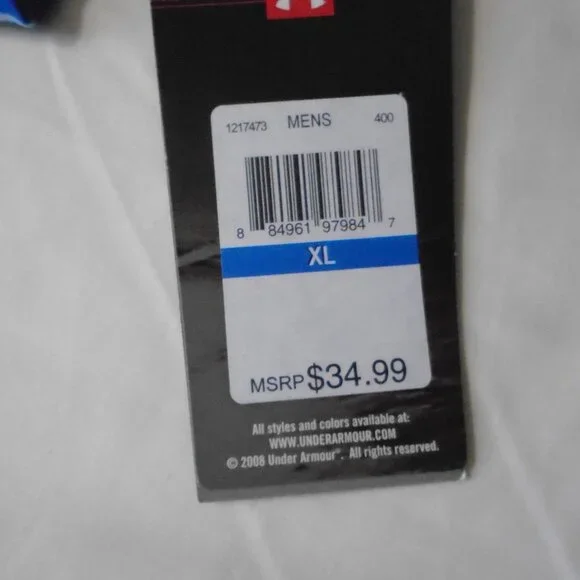 1217473 MENS 400
8 84961 97984 7
XL
MSRP $34.99
All styles and colors available at:
WWW.UNDERARMOUR.COM
© 2008 Under Armour®. All rights reserved.